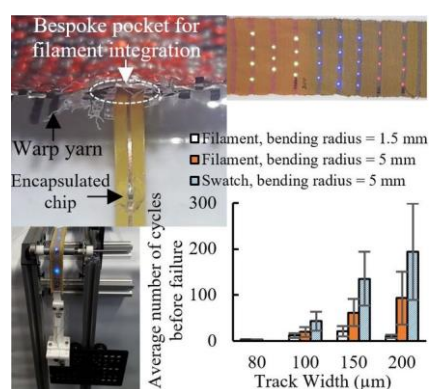 Bespoke pocket for
filament integration
Warp yarn
Encapsulated
chip
Filament, bending radius = 1.5 mm
Filament, bending radius = 5 mm
Swatch, bending radius = 5 mm
Average number of cycles
before failure
300
200
100
0
80 100 150 200
Track Width (µm)